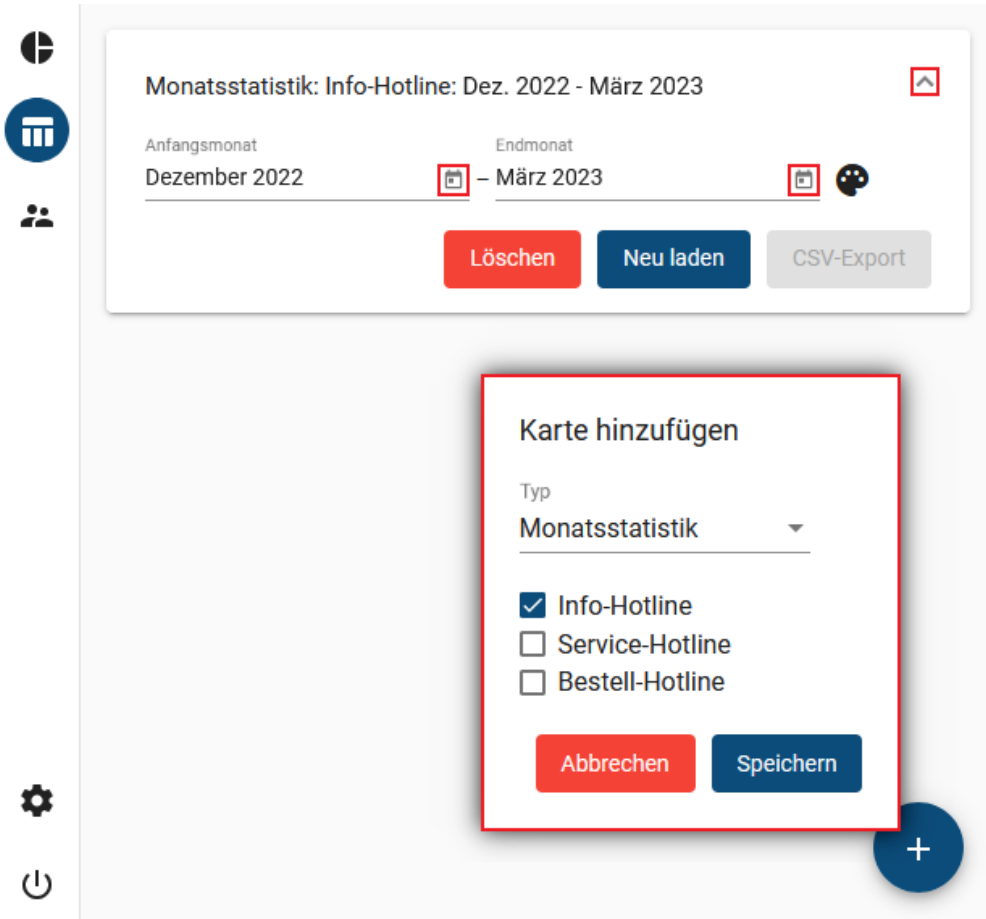 Monatsstatistik: Info-Hotline: Dez. 2022 - März 2023
Anfangsmonat
Endmonat
Dezember 2022 – März 2023
Löschen Neu laden CSV-Export
Karte hinzufügen
Typ
Monatsstatistik
Info-Hotline
Service-Hotline
Bestell-Hotline
Abbrechen Speichern
+